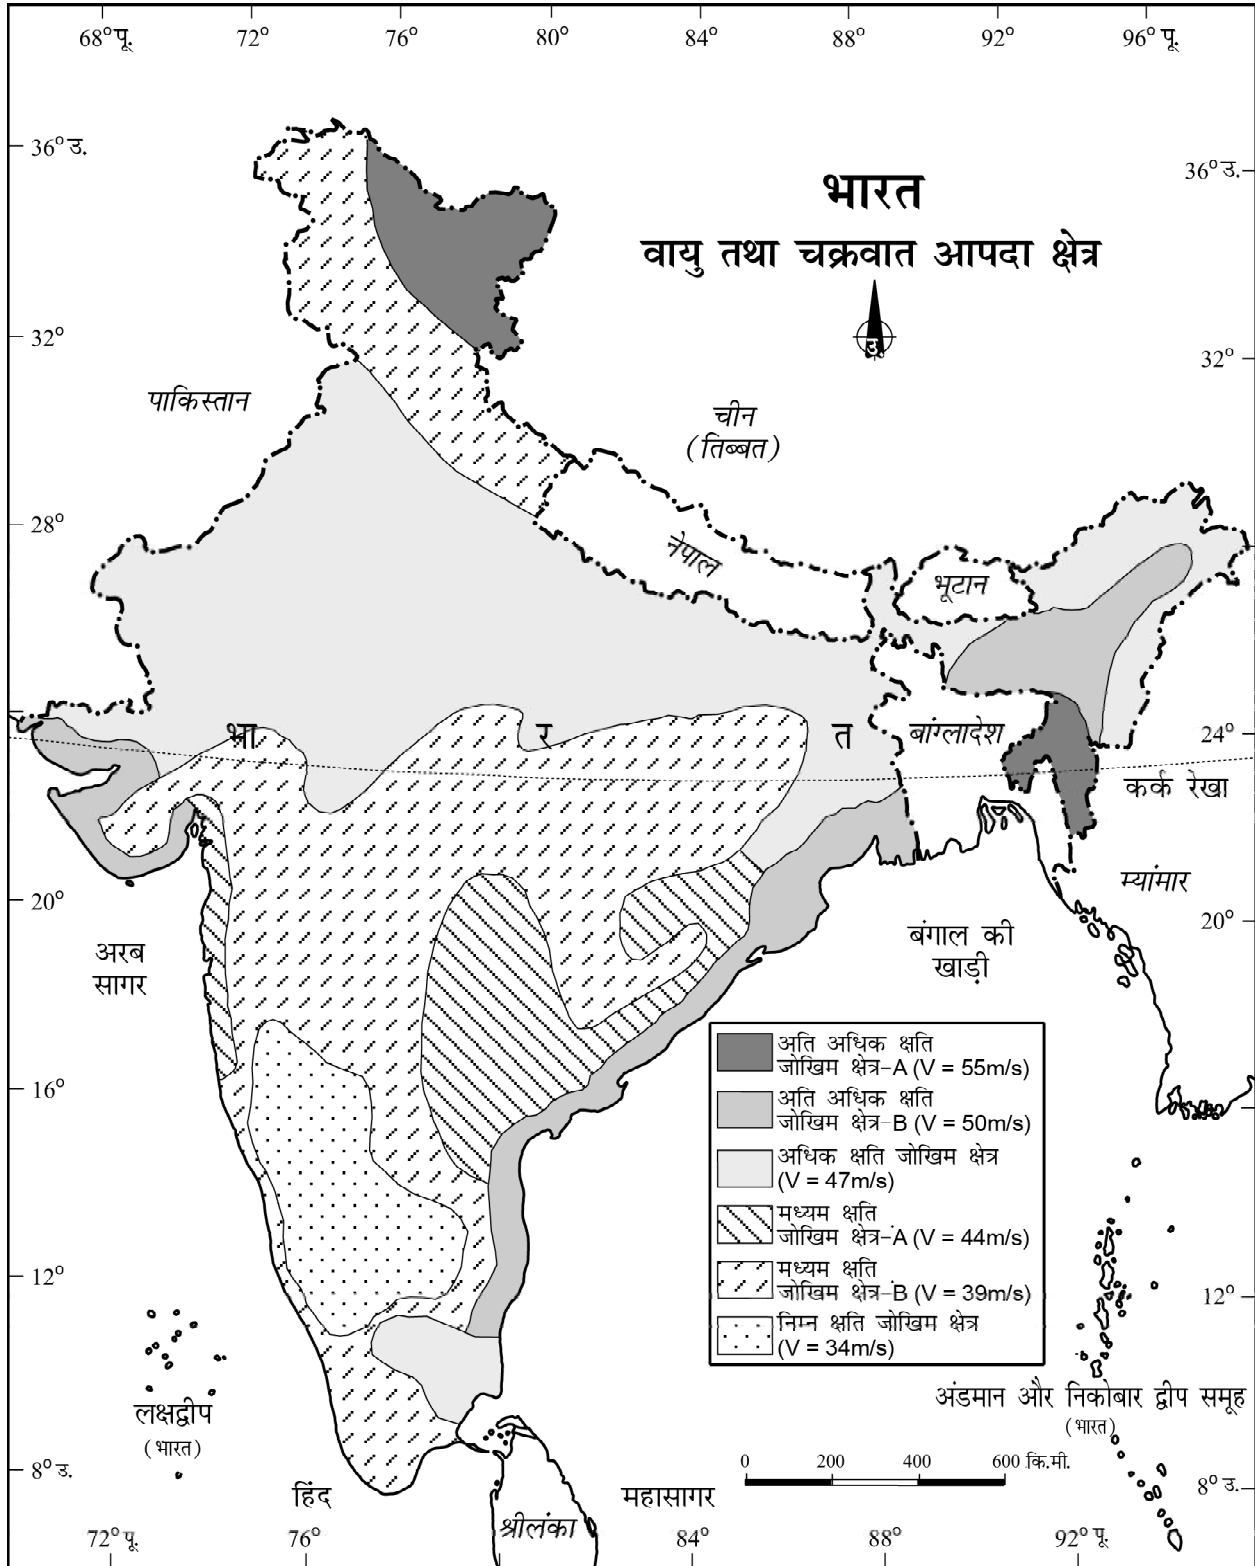 68° पू. 72° 76° 80° 84° 88° 92° 96° पू.
36° उ.
36° उ.
भारत
वायु तथा चक्रवात आपदा क्षेत्र
उ.
32°
32°
पाकिस्तान
चीन
(तिब्बत)
28°
नेपाल
भूटान
भा र त
बांग्लादेश
24°
कर्क रेखा
म्यांमार
20°
20°
अरब
सागर
बंगाल की
खाड़ी
अति अधिक क्षति
जोखिम क्षेत्र-A (V = 55m/s)
16°
अति अधिक क्षति
जोखिम क्षेत्र-B (V = 50m/s)
अधिक क्षति जोखिम क्षेत्र
(V = 47m/s)
मध्यम क्षति
जोखिम क्षेत्र-A (V = 44m/s)
12°
मध्यम क्षति
जोखिम क्षेत्र-B (V = 39m/s)
12°
निम्न क्षति जोखिम क्षेत्र
(V = 34m/s)
लक्षद्वीप
(भारत)
अंडमान और निकोबार द्वीप समूह
(भारत)
0 200 400 600 कि.मी.
8° उ.
8° उ.
हिंद महासागर
श्रीलंका
72° पू. 76° 84° 88° 92° पू.